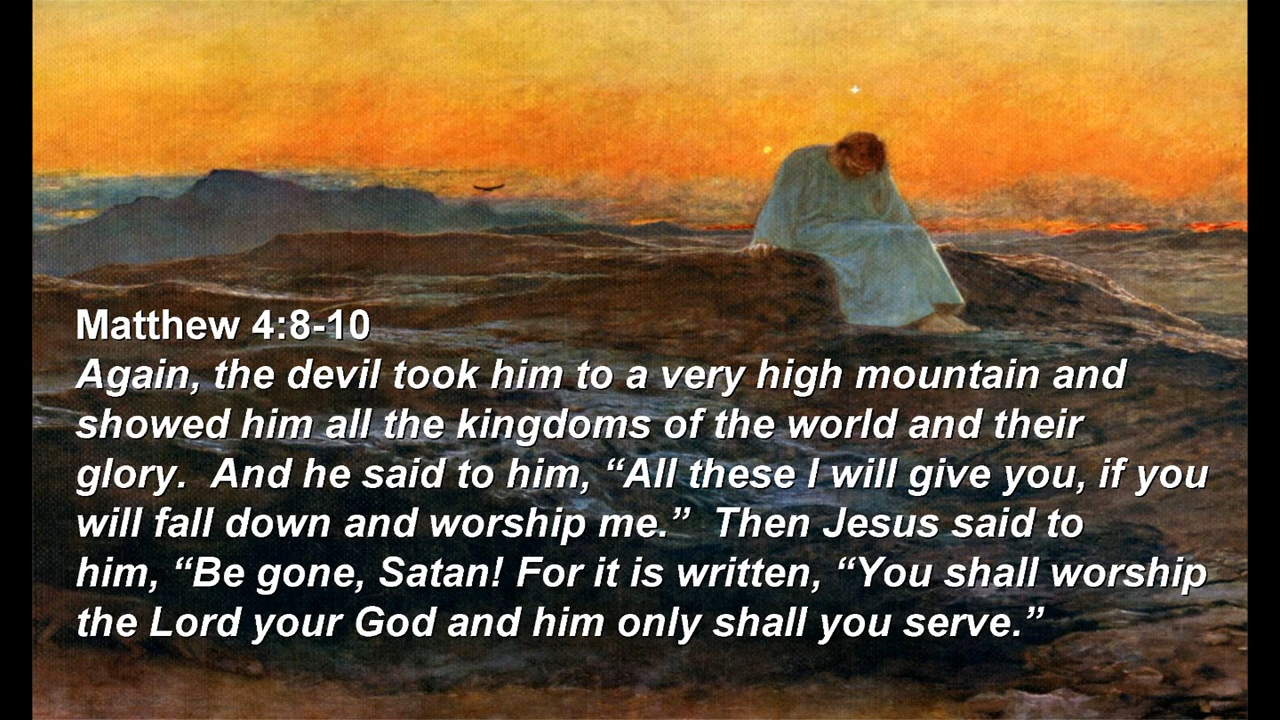 Matthew 4:8-10
Again, the devil took him to a very high mountain and
showed him all the kingdoms of the world and their
glory.  And he said to him, “All these I will give you, if you
will fall down and worship me.”  Then Jesus said to
him, “Be gone, Satan! For it is written, “You shall worship
the Lord your God and him only shall you serve.”